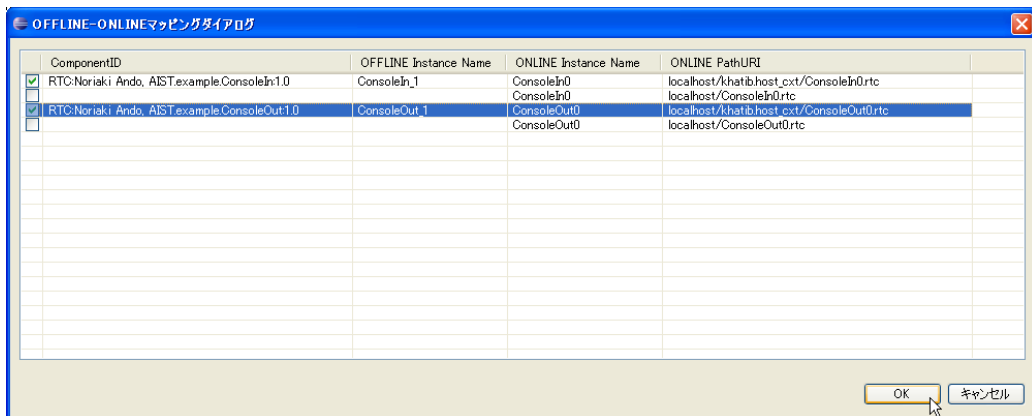 OFFLINE-ONLINEマッピングダイアログ
ComponentID OFFLINE Instance Name ONLINE Instance Name ONLINE PathURI
RTC:Noriaki Ando, AIST.example.ConsoleIn:1.0 ConsoleIn_1 ConsoleIn0 localhost/khatib.host_cxt/ConsoleIn0.rtc
ConsoleIn0 localhost/ConsoleIn0.rtc
RTC:Noriaki Ando, AIST.example.ConsoleOut:1.0 ConsoleOut_1 ConsoleOut0 localhost/khatib.host_cxt/ConsoleOut0.rtc
ConsoleOut0 localhost/ConsoleOut0.rtc
OK キャンセル